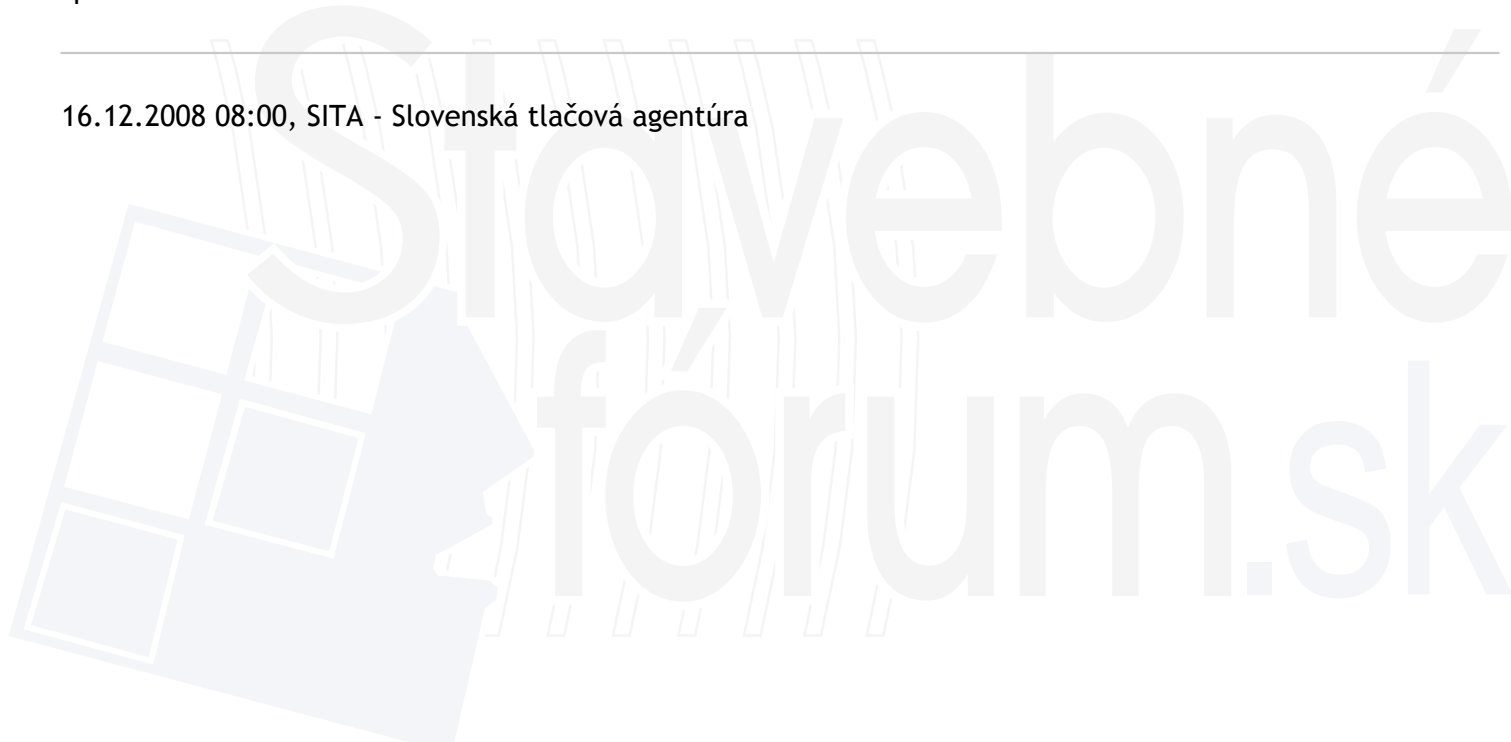 16.12.2008 08:00, SITA - Slovenská tlačová agentúra
Stavebné
fórum.sk